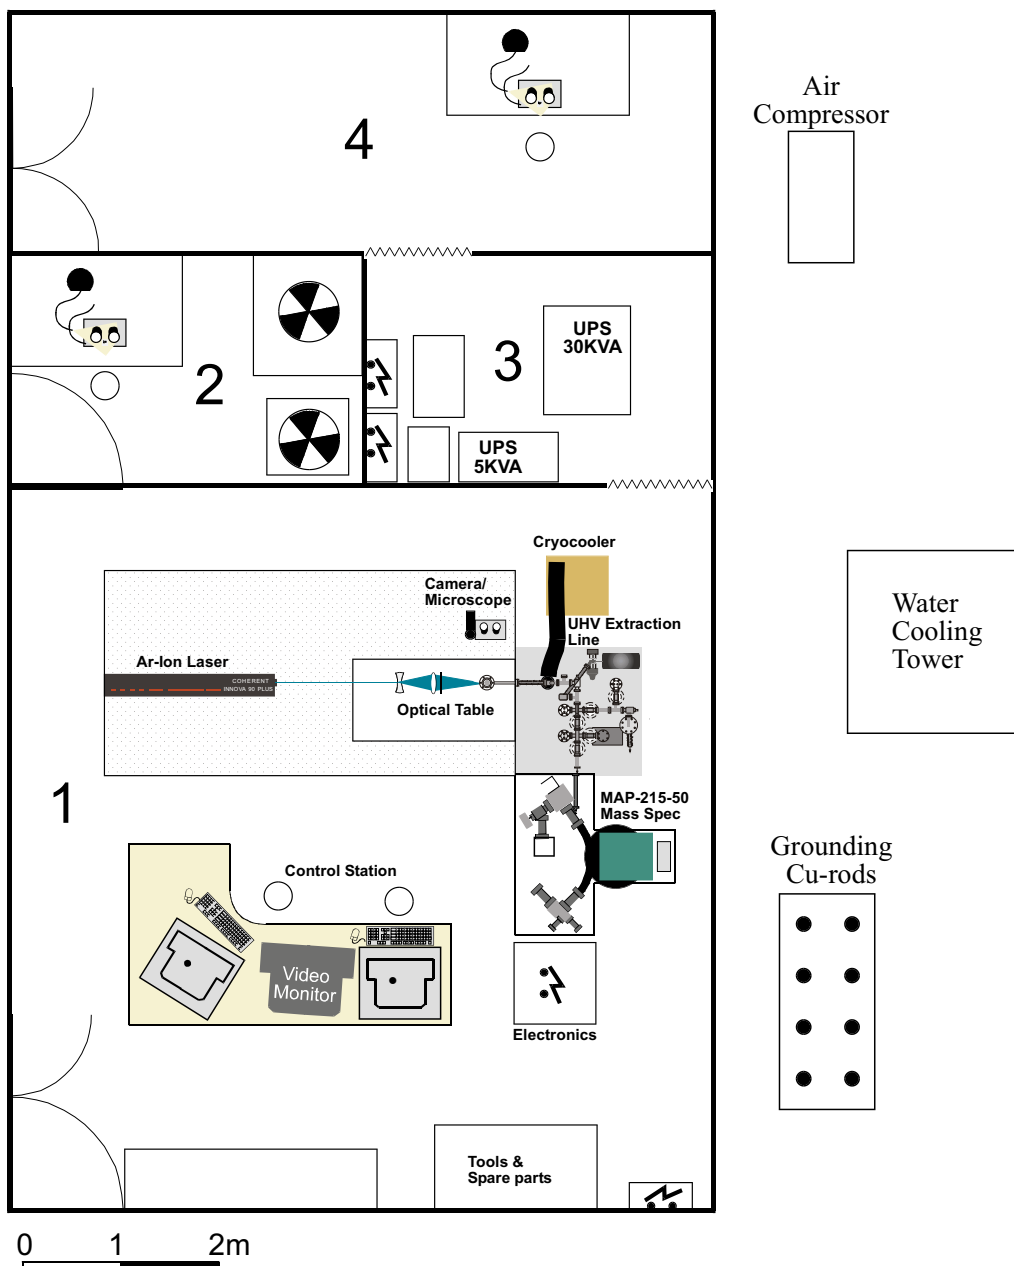 Air
Compressor
4
2
3
UPS
30KVA
UPS
5KVA
Cryocooler
Camera/
Microscope
UHV Extraction
Line
Water
Cooling
Tower
Ar-Ion Laser
COHERENT
INNOVA 90 PLUS
Optical Table
1
MAP-215-50
Mass Spec
Grounding
Cu-rods
Control Station
Video
Monitor
Electronics
Tools &
Spare parts
0 1 2m